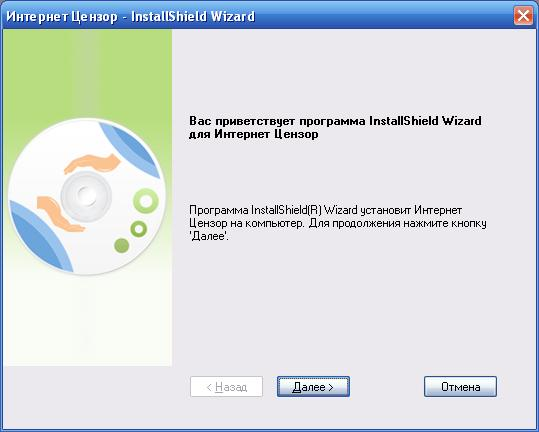 Интернет Цензор - InstallShield Wizard
Вас приветствует программа InstallShield Wizard
для Интернет Цензор
Программа InstallShield(R) Wizard установит Интернет
Цензор на компьютер. Для продолжения нажмите кнопку
'Далее'.
< Назад
Далее >
Отмена